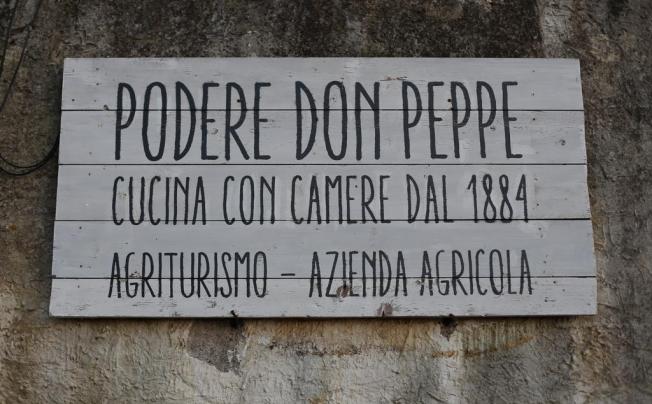 PODERE DON PEPPE
CUCINA CON CAMERE DAL 1884
AGRITURISMO – AZIENDA AGRICOLA